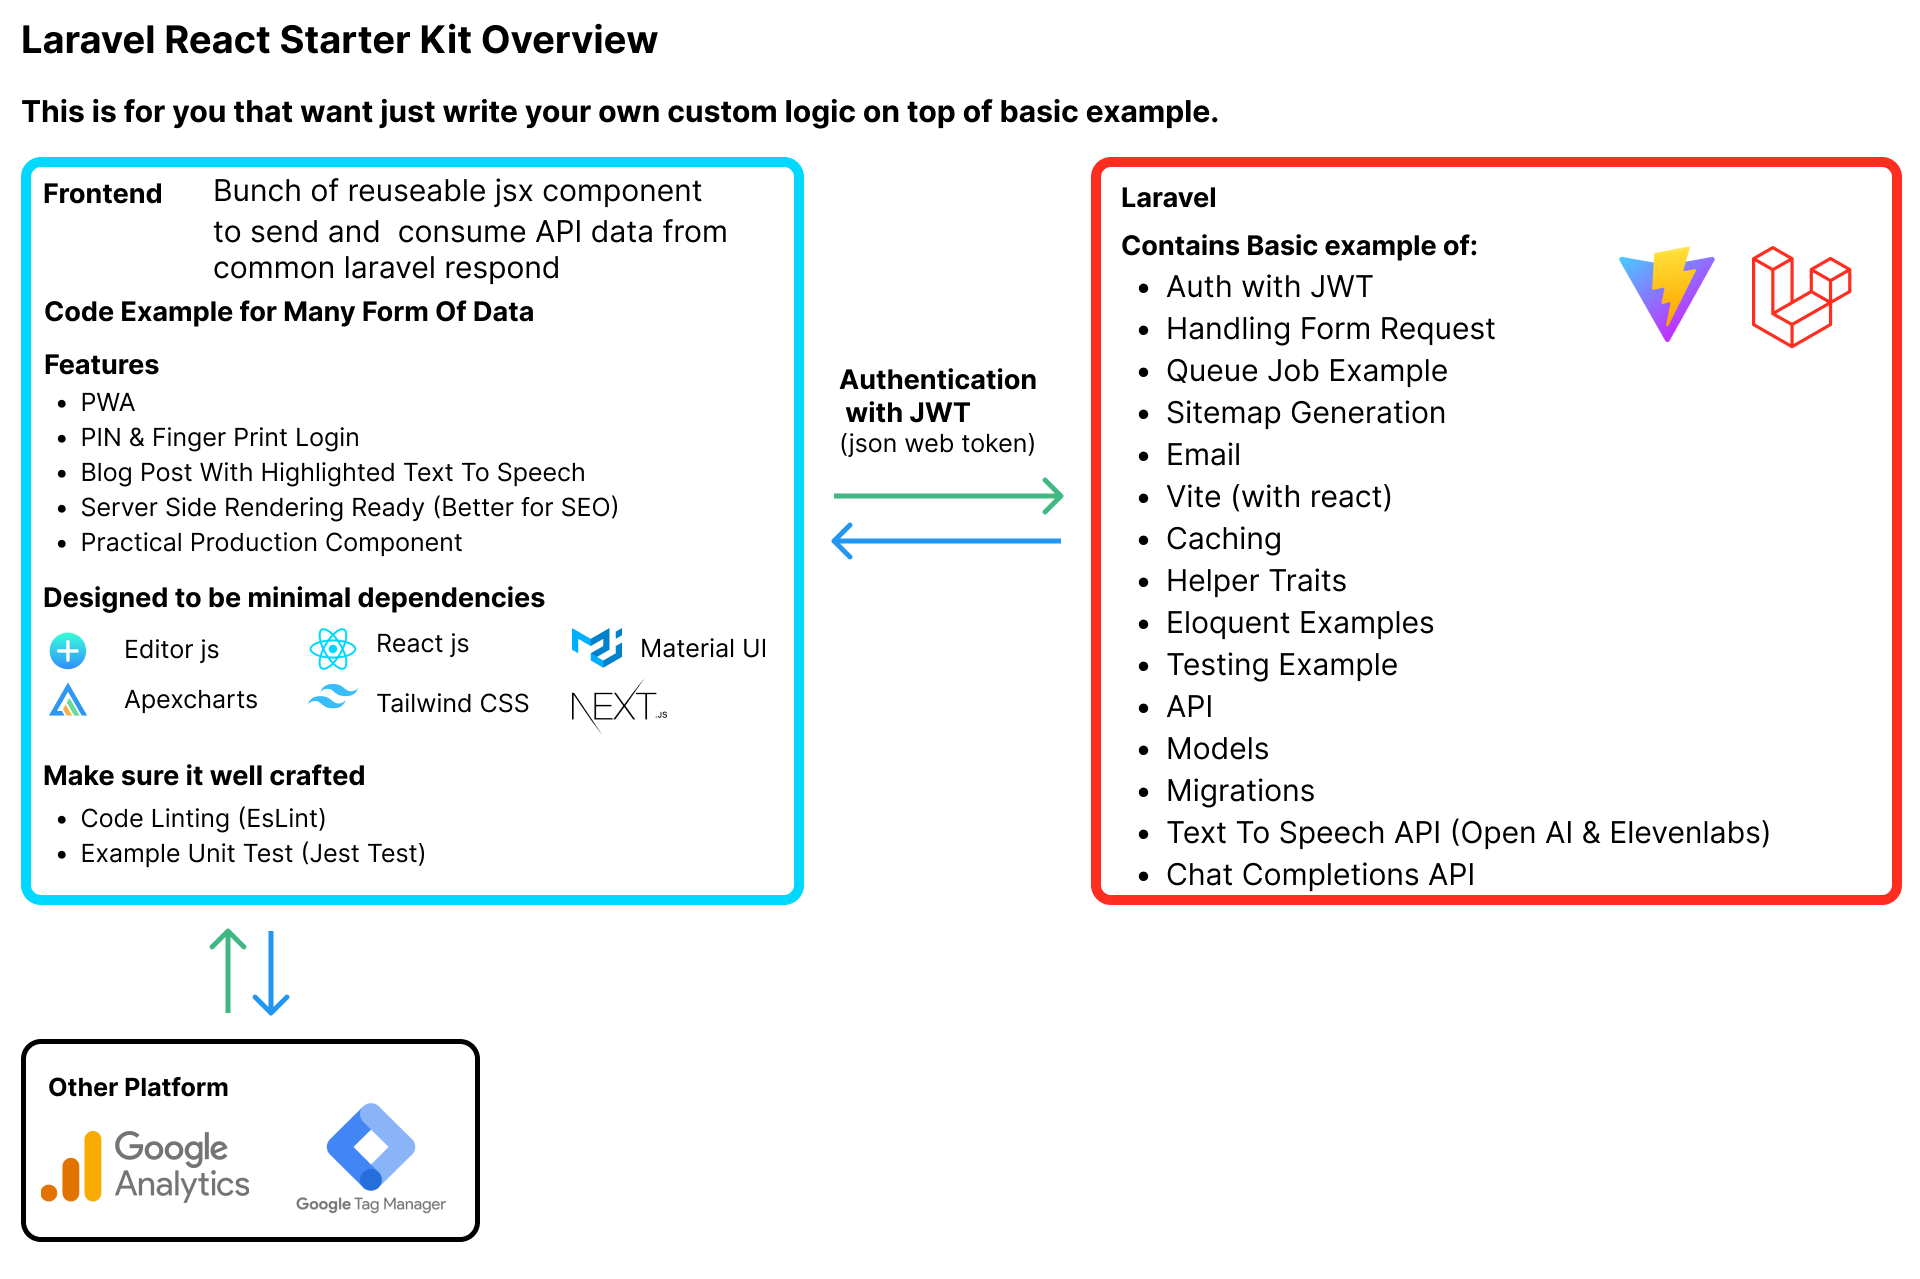 Laravel React Starter Kit Overview
This is for you that want just write your own custom logic on top of basic example.
Frontend
Bunch of reuseable jsx component
to send and  consume API data from
common laravel respond
Code Example for Many Form Of Data
Features
• PWA
• PIN & Finger Print Login
• Blog Post With Highlighted Text To Speech
• Server Side Rendering Ready (Better for SEO)
• Practical Production Component
Designed to be minimal dependencies
Editor js
React js
Material UI
Apexcharts
Tailwind CSS
NEXT.JS
Make sure it well crafted
• Code Linting (EsLint)
• Example Unit Test (Jest Test)
Authentication
with JWT
(json web token)
Laravel
Contains Basic example of:
• Auth with JWT
• Handling Form Request
• Queue Job Example
• Sitemap Generation
• Email
• Vite (with react)
• Caching
• Helper Traits
• Eloquent Examples
• Testing Example
• API
• Models
• Migrations
• Text To Speech API (Open AI & Elevenlabs)
• Chat Completions API
Other Platform
Google
Analytics
Google Tag Manager